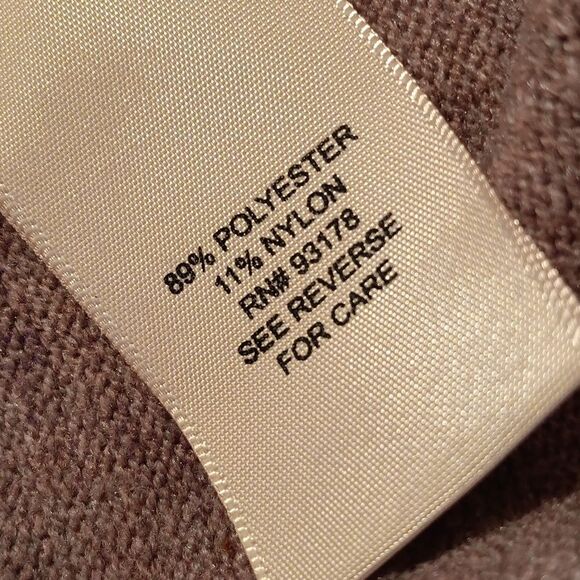 89% POLYESTER
11% NYLON
RN# 93178
SEE REVERSE
FOR CARE